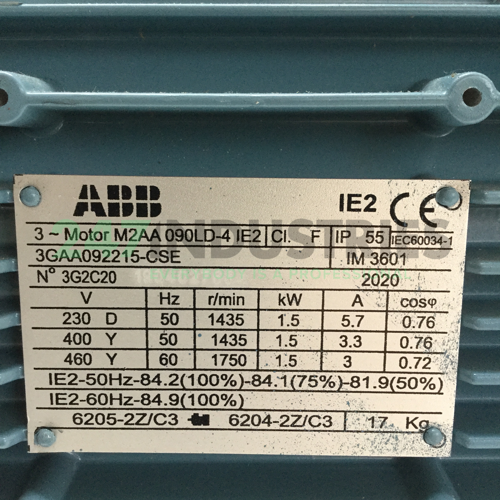 ABB IE2 CE
3 ~ Motor M2AA 090LD-4 IE2 Cl. F IP 55 IEC60034-1
3GAA092215-CSE IM 3601
N° 3G2C20 2020
V Hz r/min kW A cosφ
230 D 50 1435 1.5 5.7 0.76
400 Y 50 1435 1.5 3.3 0.76
460 Y 60 1750 1.5 3 0.72
IE2-50Hz-84.2(100%)-84.1(75%)-81.9(50%)
IE2-60Hz-84.9(100%)
6205-2Z/C3 6204-2Z/C3 17 Kg
INDUSTRIES